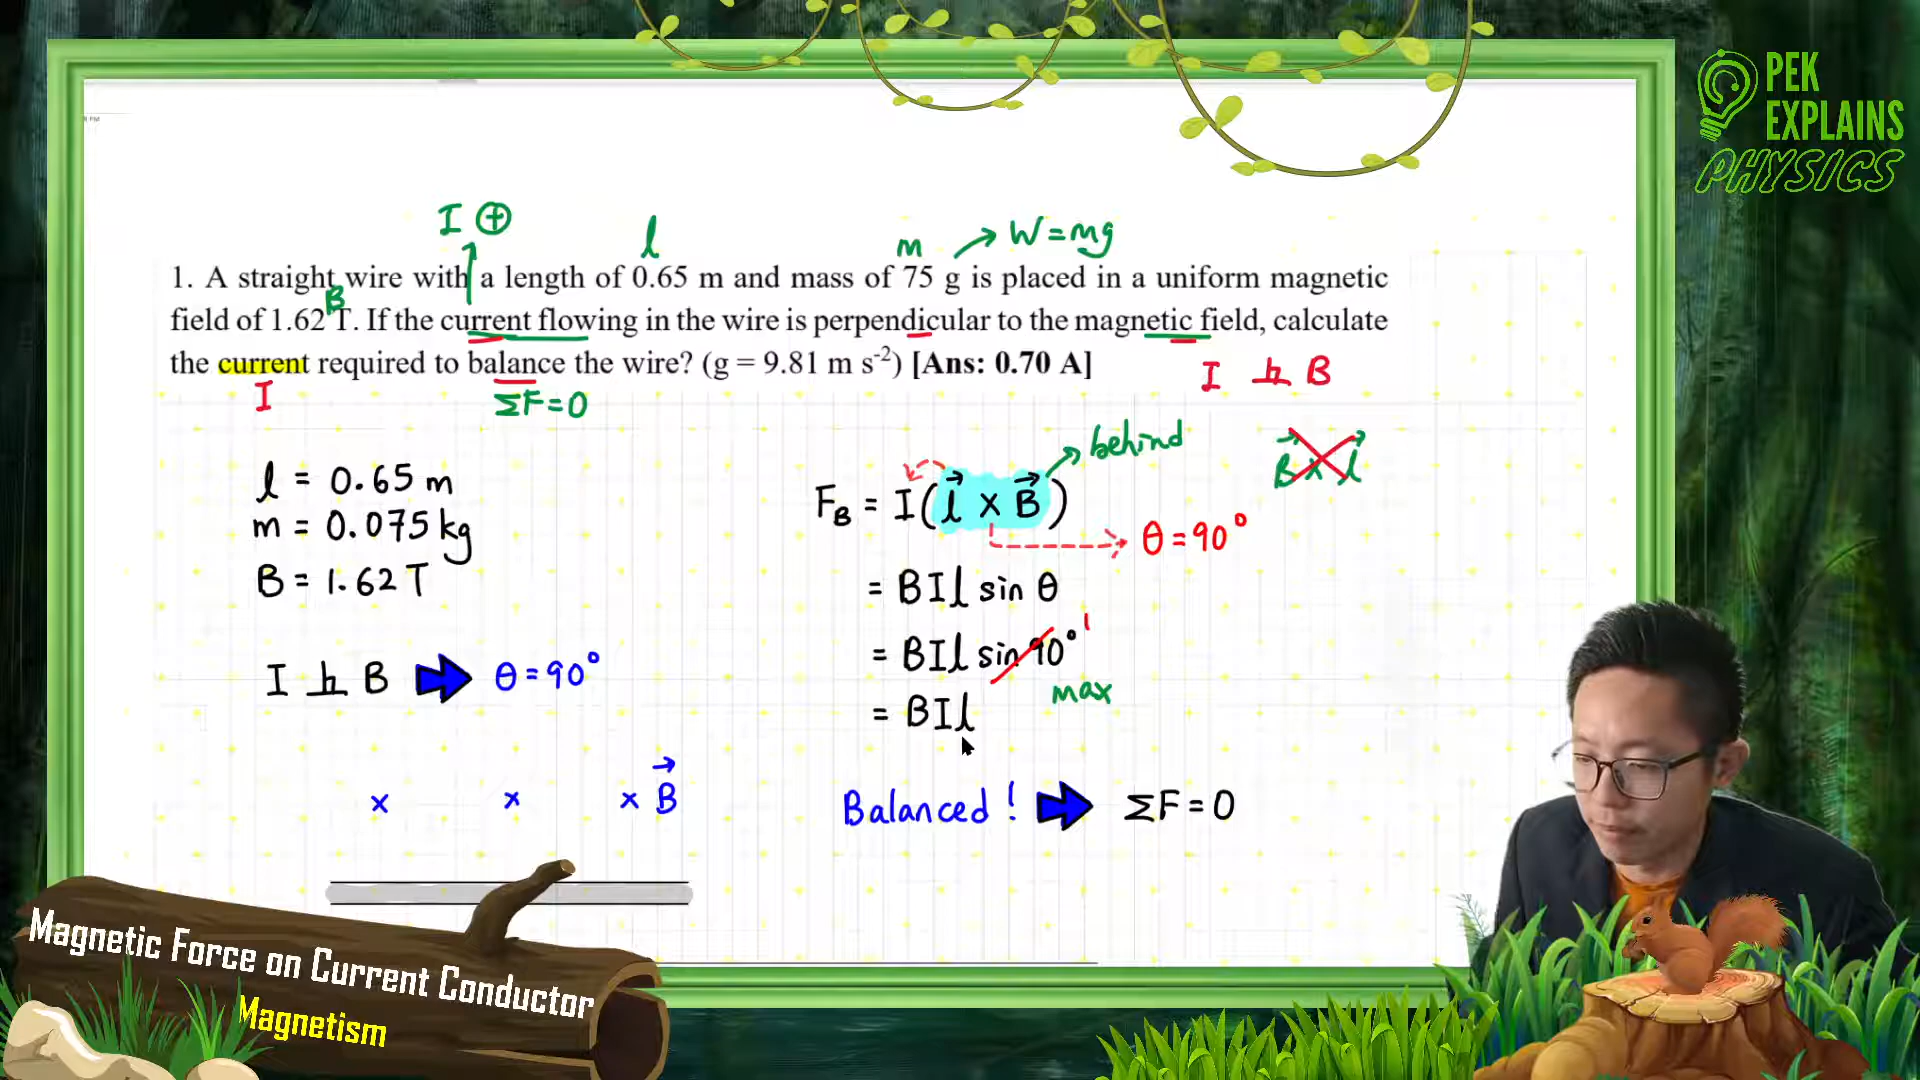 PEK
EXPLAINS
PHYSICS
I ⊕
l
m → W = mg
1. A straight wire with a length of 0.65 m and mass of 75 g is placed in a uniform magnetic
B
field of 1.62 T. If the current flowing in the wire is perpendicular to the magnetic field, calculate
the current required to balance the wire? (g = 9.81 m s⁻²) [Ans: 0.70 A]
I
ΣF = 0
I ⊥ B
l = 0.65 m
m = 0.075 kg
B = 1.62 T
I ⊥ B ➡ θ = 90°
x x x B⃗
behind
B⃗ x l⃗
F_B = I(l⃗ x B⃗)
θ = 90°
= BIl sin θ
= BIl sin 90° 1
max
= BIl
Balanced! ➡ ΣF = 0
Magnetic Force on Current Conductor
Magnetism